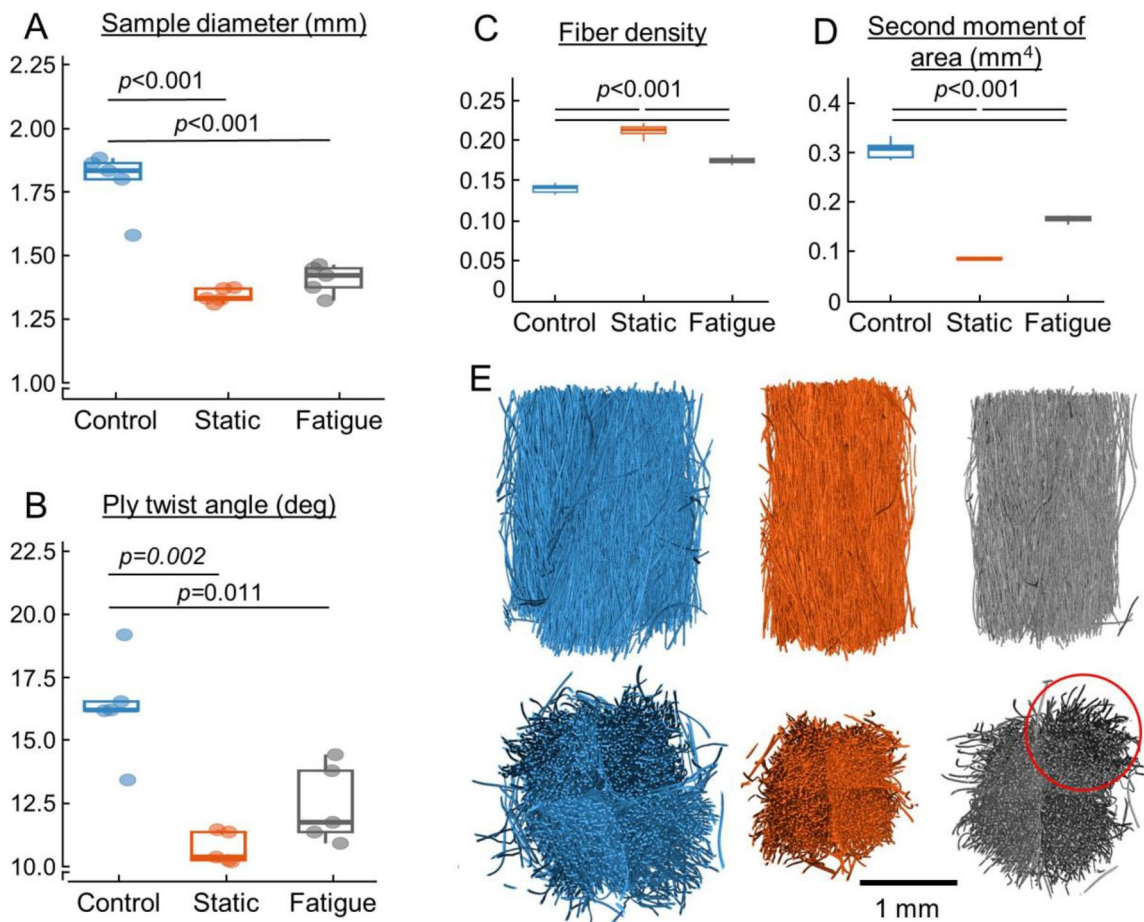 A
Sample diameter (mm)
2.25
2.00
1.75
1.50
1.25
1.00
p<0.001
p<0.001
Control Static Fatigue
B
Ply twist angle (deg)
22.5
20.0
17.5
15.0
12.5
10.0
p=0.002
p=0.011
Control Static Fatigue
C
Fiber density
0.25
0.20
0.15
0.10
0.05
0
p<0.001
Control Static Fatigue
D
Second moment of
area (mm⁴)
0.4
0.3
0.2
0.1
0
p<0.001
Control Static Fatigue
E
1 mm